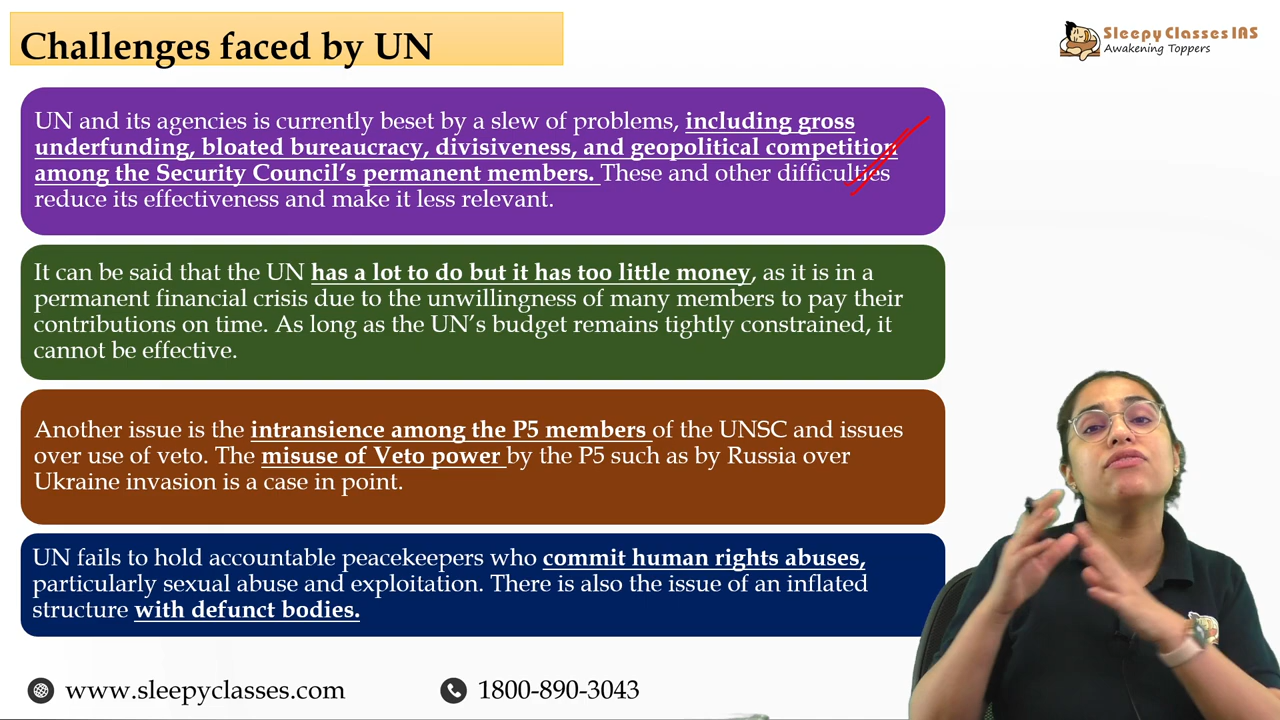 Challenges faced by UN
Sleepy Classes IAS
Awakening Toppers
UN and its agencies is currently beset by a slew of problems, including gross
underfunding, bloated bureaucracy, divisiveness, and geopolitical competition
among the Security Council’s permanent members. These and other difficulties
reduce its effectiveness and make it less relevant.
It can be said that the UN has a lot to do but it has too little money, as it is in a
permanent financial crisis due to the unwillingness of many members to pay their
contributions on time. As long as the UN’s budget remains tightly constrained, it
cannot be effective.
Another issue is the intransience among the P5 members of the UNSC and issues
over use of veto. The misuse of Veto power by the P5 such as by Russia over
Ukraine invasion is a case in point.
UN fails to hold accountable peacekeepers who commit human rights abuses,
particularly sexual abuse and exploitation. There is also the issue of an inflated
structure with defunct bodies.
www.sleepyclasses.com
1800-890-3043